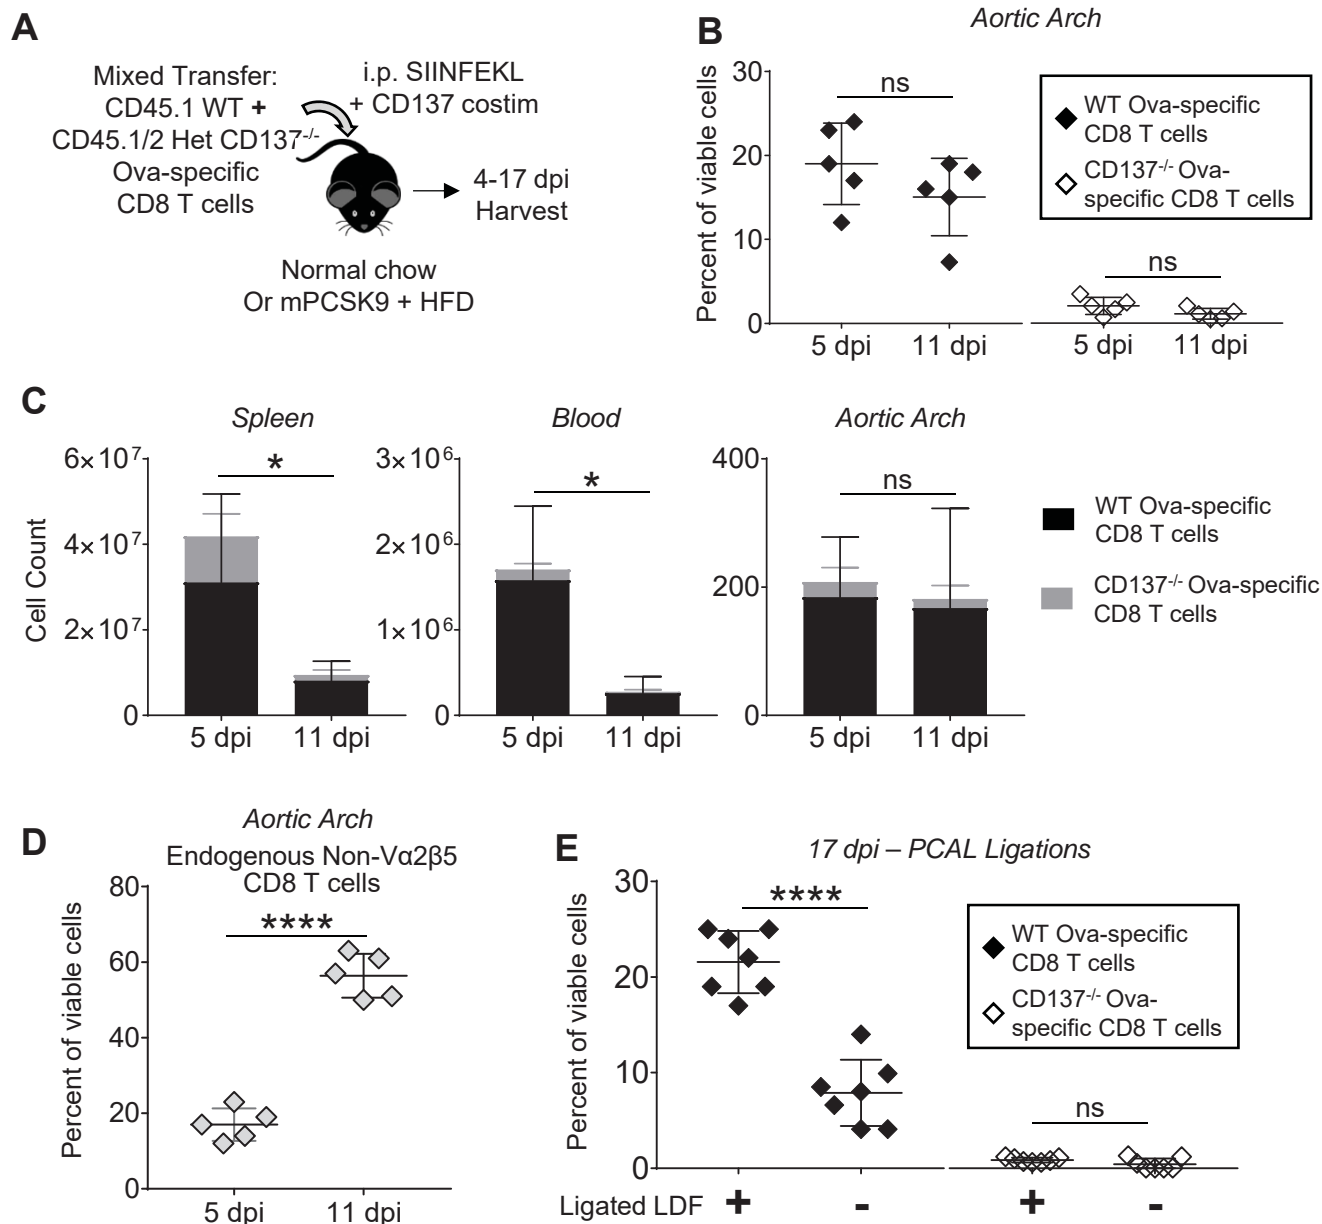 A
Mixed Transfer:
CD45.1 WT +
CD45.1/2 Het CD137-/-
Ova-specific
CD8 T cells
i.p. SIINFEKL
+ CD137 costim
4-17 dpi
Harvest
Normal chow
Or mPCSK9 + HFD
B
Aortic Arch
Percent of viable cells
30
20
10
0
ns
ns
5 dpi
11 dpi
5 dpi
11 dpi
WT Ova-specific
CD8 T cells
CD137-/- Ova-
specific CD8 T cells
C
Spleen
Cell Count
6×10^7
4×10^7
2×10^7
0
*
5 dpi
11 dpi
Blood
3×10^6
2×10^6
1×10^6
0
*
5 dpi
11 dpi
Aortic Arch
400
200
0
ns
5 dpi
11 dpi
WT Ova-specific
CD8 T cells
CD137-/- Ova-specific
CD8 T cells
D
Aortic Arch
Endogenous Non-Vα2β5
CD8 T cells
Percent of viable cells
80
60
40
20
0
****
5 dpi
11 dpi
E
17 dpi – PCAL Ligations
Percent of viable cells
30
20
10
0
****
ns
Ligated LDF
+
-
+
-
WT Ova-specific
CD8 T cells
CD137-/- Ova-
specific CD8 T cells